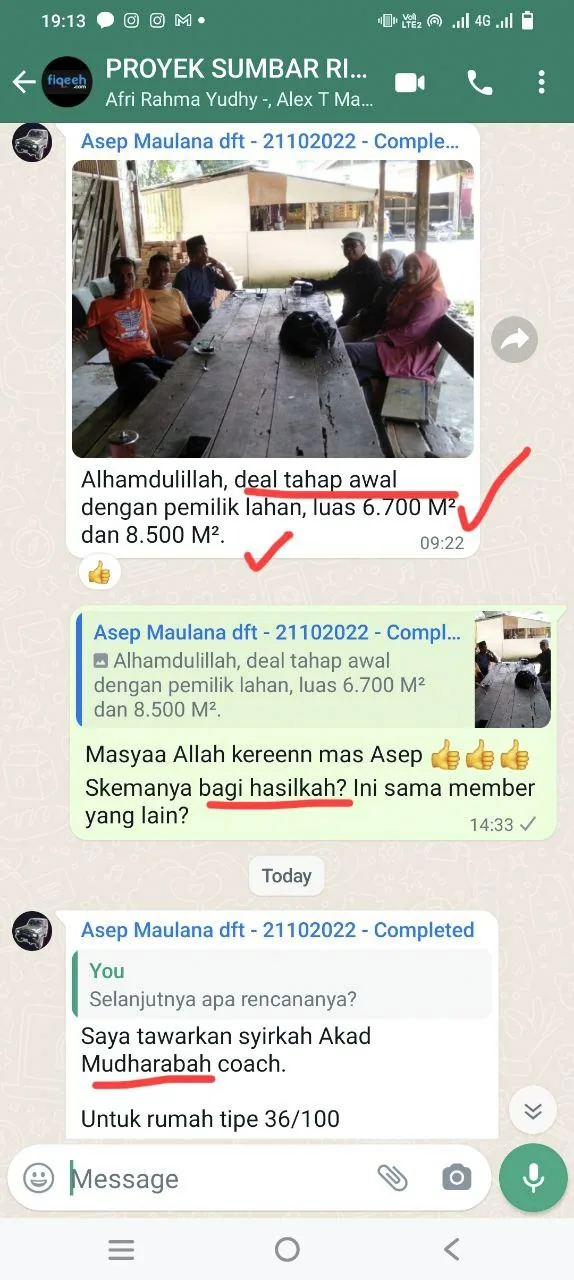 19:13
Vo))
LTE2
4G
fiqeeh
.com
PROYEK SUMBAR RI...
Afri Rahma Yudhy -, Alex T Ma...
Asep Maulana dft - 21102022 - Comple...
Alhamdulillah, deal tahap awal
dengan pemilik lahan, luas 6.700 M²
dan 8.500 M².
09:22
Asep Maulana dft - 21102022 - Compl...
Alhamdulillah, deal tahap awal
dengan pemilik lahan, luas 6.700 M²
dan 8.500 M².
Masyaa Allah kereenn mas Asep 👍👍👍
Skemanya bagi hasilkah? Ini sama member
yang lain?
14:33
Today
Asep Maulana dft - 21102022 - Completed
You
Selanjutnya apa rencananya?
Saya tawarkan syirkah Akad
Mudharabah coach.
Untuk rumah tipe 36/100
Message